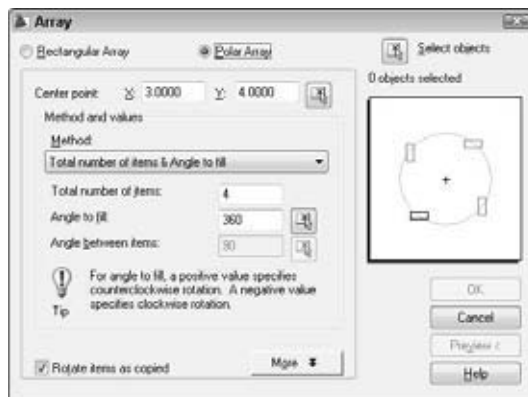 Array
Rectangular Array
Polar Array
Select objects
0 objects selected
Center point: X: 3.0000 Y: 4.0000
Method and values
Method:
Total number of items & Angle to fill
Total number of items: 4
Angle to fill: 360
Angle between items: 90
For angle to fill, a positive value specifies
counterclockwise rotation. A negative value
specifies clockwise rotation.
Tip
Rotate items as copied
More
OK
Cancel
Preview <
Help